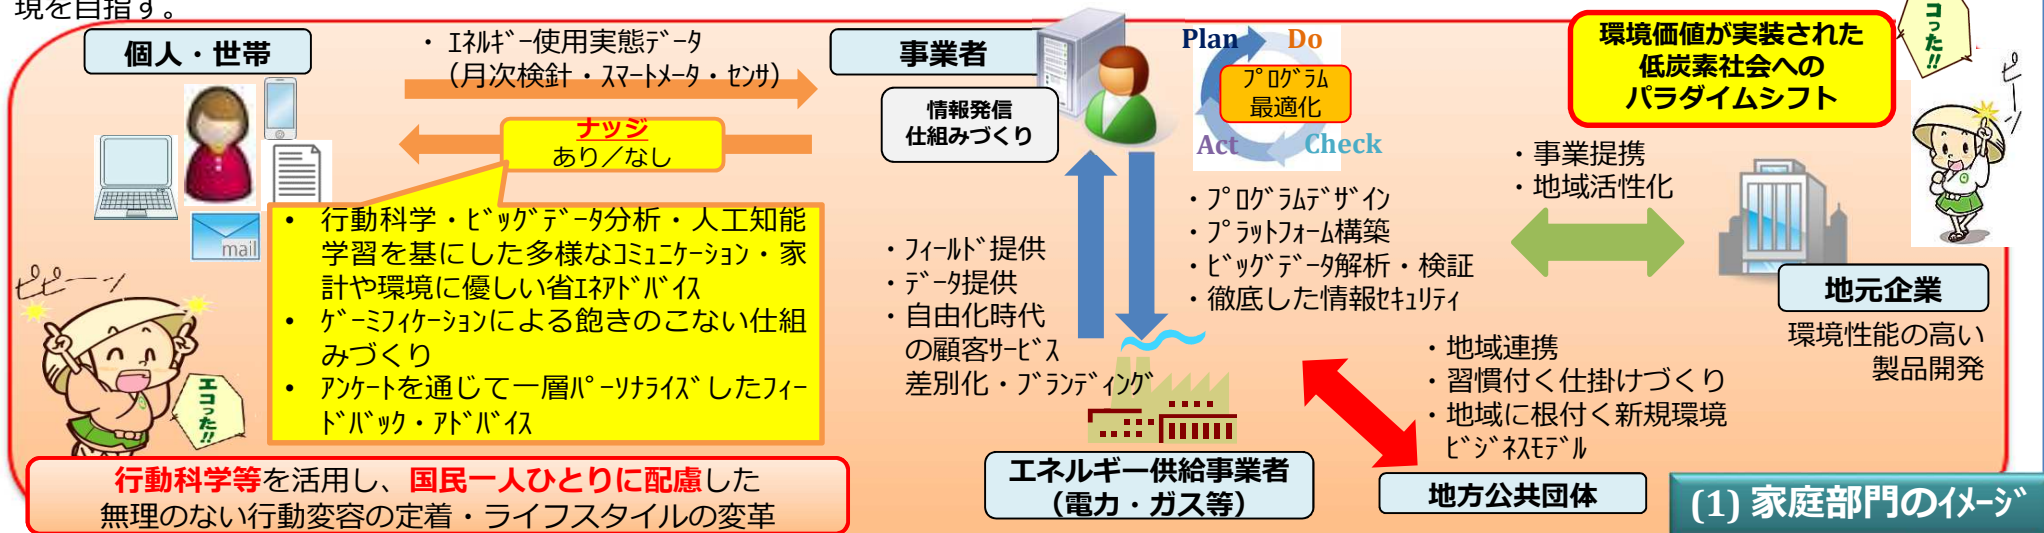 現を目指す。
個人・世帯
・ ｴﾈﾙｷﾞｰ使用実態ﾃﾞｰﾀ
（月次検針・ｽﾏｰﾄﾒｰﾀ・ｾﾝｻ）
ナッジ
あり／なし
mail
• 行動科学・ﾋﾞｯｸﾞﾃﾞｰﾀ分析・人工知能
学習を基にした多様なｺﾐｭﾆｹｰｼｮﾝ・家
計や環境に優しい省ｴﾈｱﾄﾞﾊﾞｲｽ
• ｹﾞｰﾐﾌｨｹｰｼｮﾝによる飽きのこない仕組
みづくり
• ｱﾝｹｰﾄを通じて一層ﾊﾟｰｿﾅﾗｲｽﾞしたﾌｨｰ
ﾄﾞﾊﾞｯｸ・ｱﾄﾞﾊﾞｲｽ
ピピーッ
エコった!!
行動科学等を活用し、国民一人ひとりに配慮した
無理のない行動変容の定着・ライフスタイルの変革
事業者
情報発信
仕組みづくり
Plan
Do
ﾌﾟﾛｸﾞﾗﾑ
最適化
Act
Check
・ﾌﾟﾛｸﾞﾗﾑﾃﾞｻﾞｲﾝ
・ﾌﾟﾗｯﾄﾌｫｰﾑ構築
・ﾋﾞｯｸﾞﾃﾞｰﾀ解析・検証
・徹底した情報ｾｷｭﾘﾃｨ
・ﾌｨｰﾙﾄﾞ提供
・ﾃﾞｰﾀ提供
・自由化時代
の顧客ｻｰﾋﾞｽ
差別化・ﾌﾞﾗﾝﾃﾞｨﾝｸﾞ
エネルギー供給事業者
（電力・ガス等）
環境価値が実装された
低炭素社会への
パラダイムシフト
コった!!
ピーッ
・事業提携
・地域活性化
地元企業
環境性能の高い
製品開発
・地域連携
・習慣付く仕掛けづくり
・地域に根付く新規環境
ﾋﾞｼﾞﾈｽﾓﾃﾞﾙ
地方公共団体
(1) 家庭部門のｲﾒｰｼﾞ